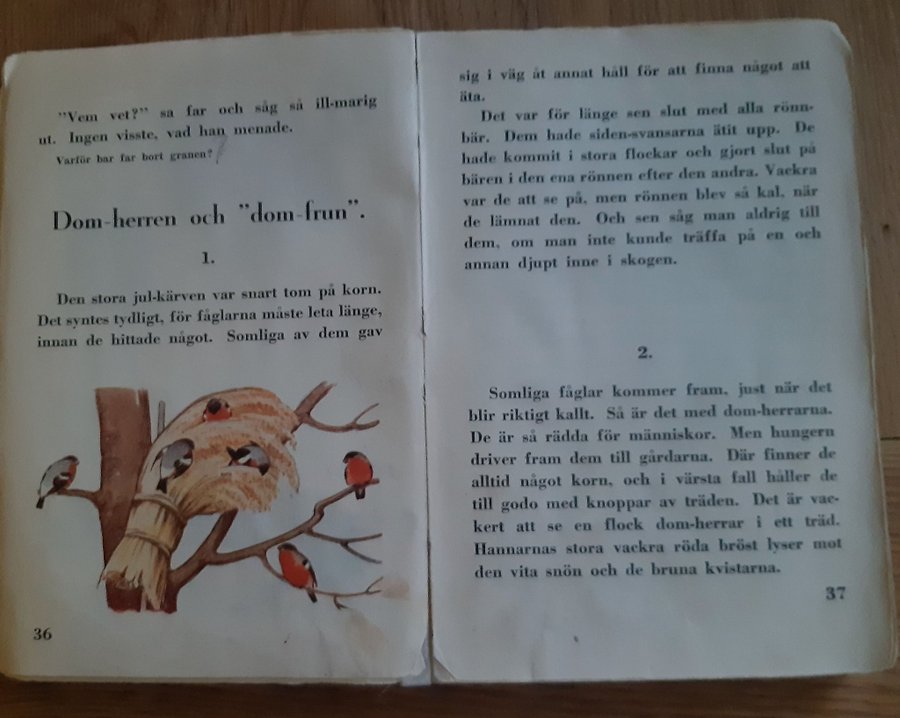 "Vem vet?" sa far och såg så ill-marig
ut. Ingen visste, vad han menade.
Varför bar far bort granen?
Dom-herren och "dom-frun".
1.
Den stora jul-kärven var snart tom på korn.
Det syntes tydligt, för fåglarna måste leta länge,
innan de hittade något. Somliga av dem gav
36
sig i väg åt annat håll för att finna något att
äta.
Det var för länge sen slut med alla rönn-
bär. Dem hade siden-svansarna ätit upp. De
hade kommit i stora flockar och gjort slut på
bären i den ena rönnen efter den andra. Vackra
var de att se på, men rönnen blev så kal, när
de lämnat den. Och sen såg man aldrig till
dem, om man inte kunde träffa på en och
annan djupt inne i skogen.
2.
Somliga fåglar kommer fram, just när det
blir riktigt kallt. Så är det med dom-herrarna.
De är så rädda för människor. Men hungern
driver fram dem till gårdarna. Där finner de
alltid något korn, och i värsta fall håller de
till godo med knoppar av träden. Det är vac-
kert att se en flock dom-herrar i ett träd.
Hannarnas stora vackra röda bröst lyser mot
den vita snön och de bruna kvistarna.
37